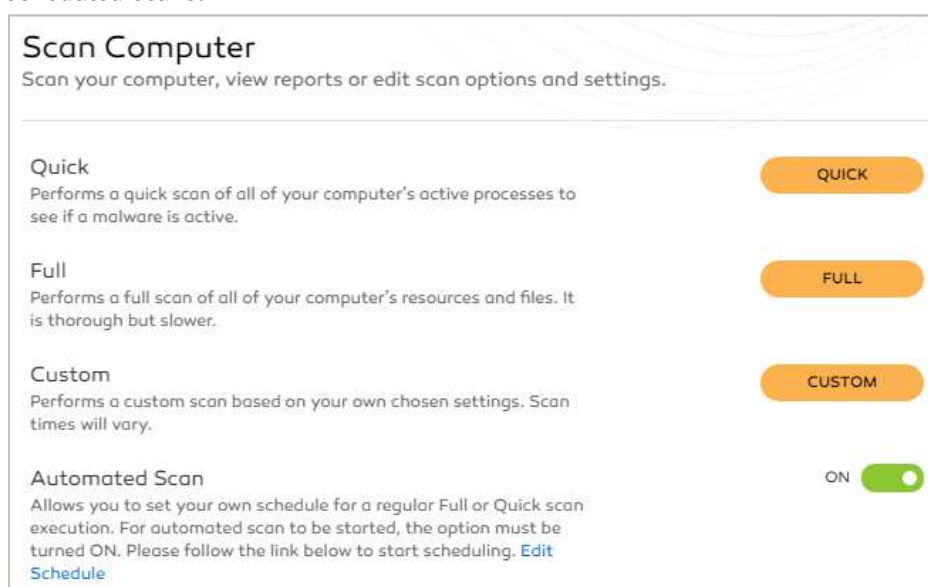 Scan Computer
Scan your computer, view reports or edit scan options and settings.
Quick
Performs a quick scan of all of your computer's active processes to
see if a malware is active.
QUICK
Full
Performs a full scan of all of your computer's resources and files. It
is thorough but slower.
FULL
Custom
Performs a custom scan based on your own chosen settings. Scan
times will vary.
CUSTOM
Automated Scan
Allows you to set your own schedule for a regular Full or Quick scan
execution. For automated scan to be started, the option must be
turned ON. Please follow the link below to start scheduling. Edit
Schedule
ON